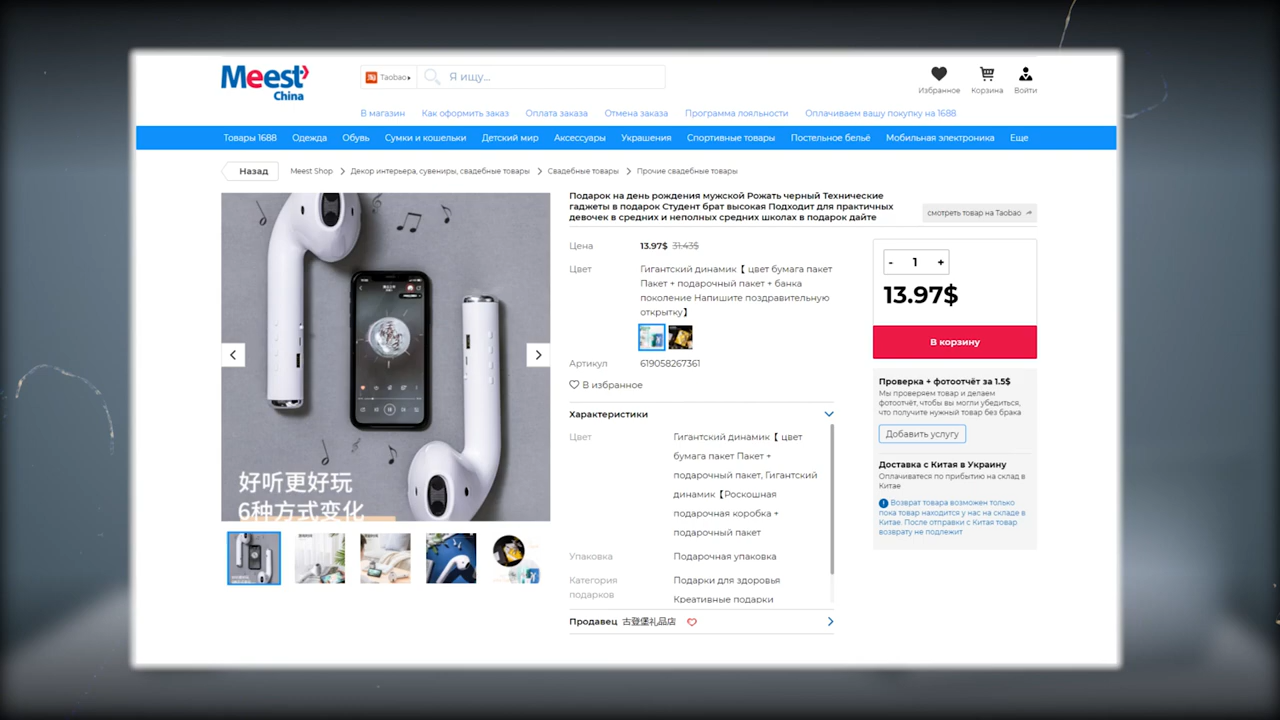 Meest China
Taobao
Я ищу...
Избранное
Корзина
Войти
В магазин
Как оформить заказ
Оплата заказа
Отмена заказа
Программа лояльности
Оплачиваем вашу покупку на 1688
Товары 1688
Одежда
Обувь
Сумки и кошельки
Детский мир
Аксессуары
Украшения
Спортивные товары
Постельное бельё
Мобильная электроника
Еще
Назад
Meest Shop
Декор интерьера, сувениры, свадебные товары
Свадебные товары
Прочие свадебные товары
好听更好玩
6种方式变化
Подарок на день рождения мужской Рожать черный Технические
гаджеты в подарок Студент брат высокая Подходит для практичных
девочек в средних и неполных средних школах в подарок дайте
смотреть товар на Taobao
Цена
13.97$ 31.43$
Цвет
Гигантский динамик【 цвет бумага пакет
Пакет + подарочный пакет + банка
поколение Напишите поздравительную
открытку】
Артикул
619058267361
В избранное
Характеристики
Цвет
Гигантский динамик【 цвет
бумага пакет Пакет +
подарочный пакет, Гигантский
динамик【Роскошная
подарочная коробка +
подарочный пакет
Упаковка
Подарочная упаковка
Категория
подарков
Подарки для здоровья
Креативные подарки
Продавец 古登堡礼品店
- 1 +
13.97$
В корзину
Проверка + фотоотчёт за 1.5$
Мы проверяем товар и делаем
фотоотчёт, чтобы вы могли убедиться,
что получите нужный товар без брака
Добавить услугу
Доставка с Китая в Украину
Оплачиватеся по прибытию на склад в
Китае
Возврат товара возможен только
пока товар находится у нас на складе в
Китае. После отправки с Китая товар
возврату не подлежит